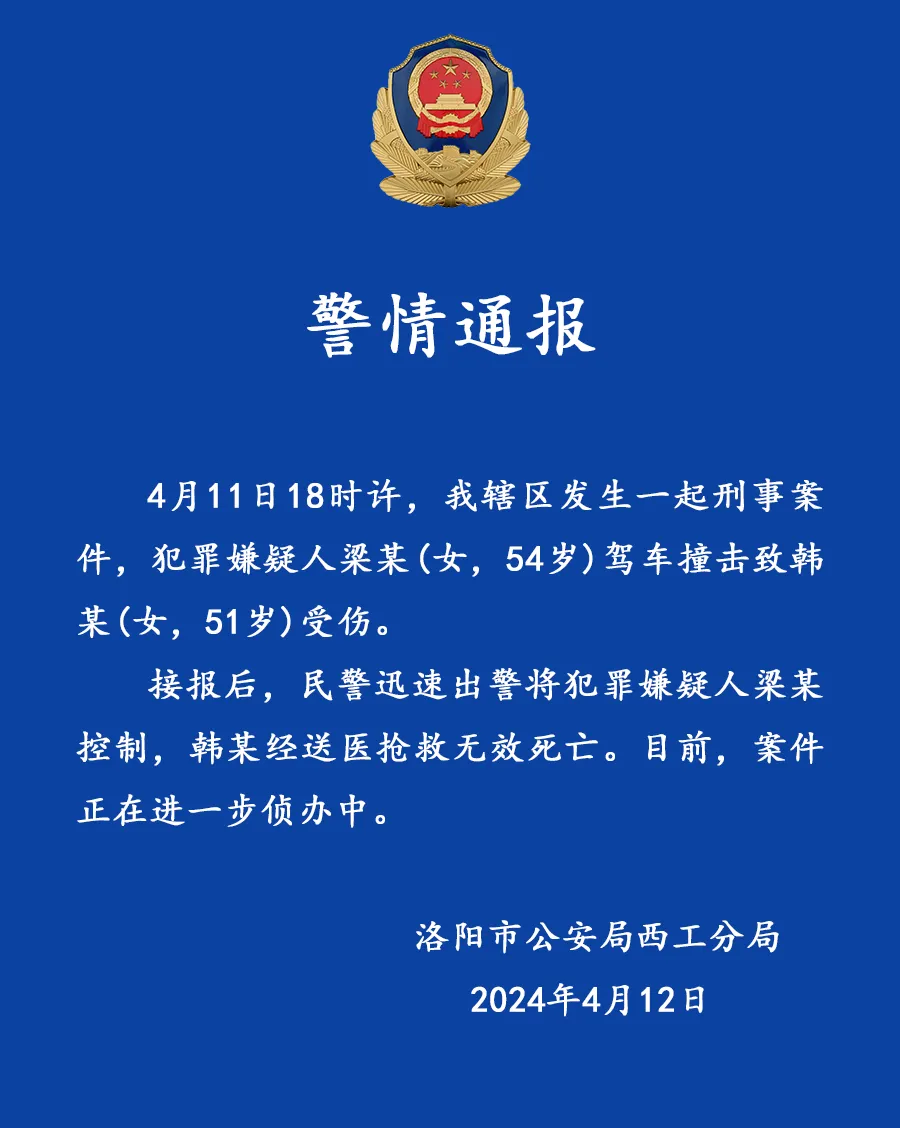 警情通报
4月11日18时许，我辖区发生一起刑事案
件，犯罪嫌疑人梁某(女，54岁)驾车撞击致韩
某(女，51岁)受伤。
接报后，民警迅速出警将犯罪嫌疑人梁某
控制，韩某经送医抢救无效死亡。目前，案件
正在进一步侦办中。
洛阳市公安局西工分局
2024年4月12日